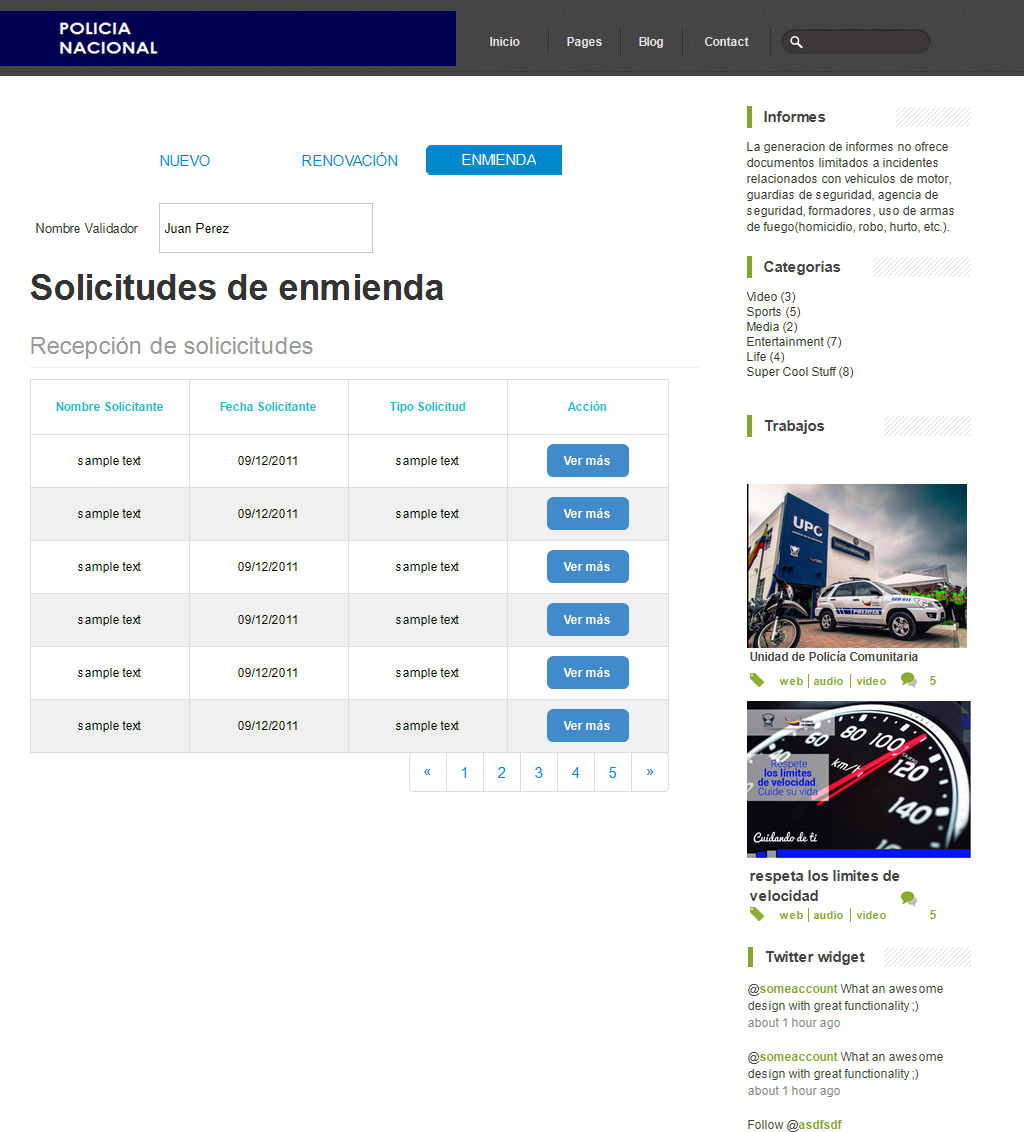 POLICIA
NACIONAL
Inicio
Pages
Blog
Contact
NUEVO
RENOVACIÓN
ENMIENDA
Nombre Validador
Juan Perez
Solicitudes de enmienda
Recepción de solicicitudes
Nombre Solicitante Fecha Solicitante Tipo Solicitud Acción
sample text 09/12/2011 sample text Ver más
sample text 09/12/2011 sample text Ver más
sample text 09/12/2011 sample text Ver más
sample text 09/12/2011 sample text Ver más
sample text 09/12/2011 sample text Ver más
sample text 09/12/2011 sample text Ver más
« 1 2 3 4 5 »
Informes
La generacion de informes no ofrece
documentos limitados a incidentes
relacionados con vehiculos de motor,
guardias de seguridad, agencia de
seguridad, formadores, uso de armas
de fuego(homicidio, robo, hurto, etc.).
Categorías
Video (3)
Sports (5)
Media (2)
Entertainment (7)
Life (4)
Super Cool Stuff (8)
Trabajos
UPC
POLICIA
Unidad de Policía Comunitaria
web | audio | video 5
60 80 100 120 140
km/h
Respete
los límites
de velocidad.
Cuide su vida
Cuidando de ti
respeta los limites de
velocidad
web | audio | video 5
Twitter widget
@someaccount What an awesome
design with great functionality ;)
about 1 hour ago
@someaccount What an awesome
design with great functionality ;)
about 1 hour ago
Follow @asdfsdf